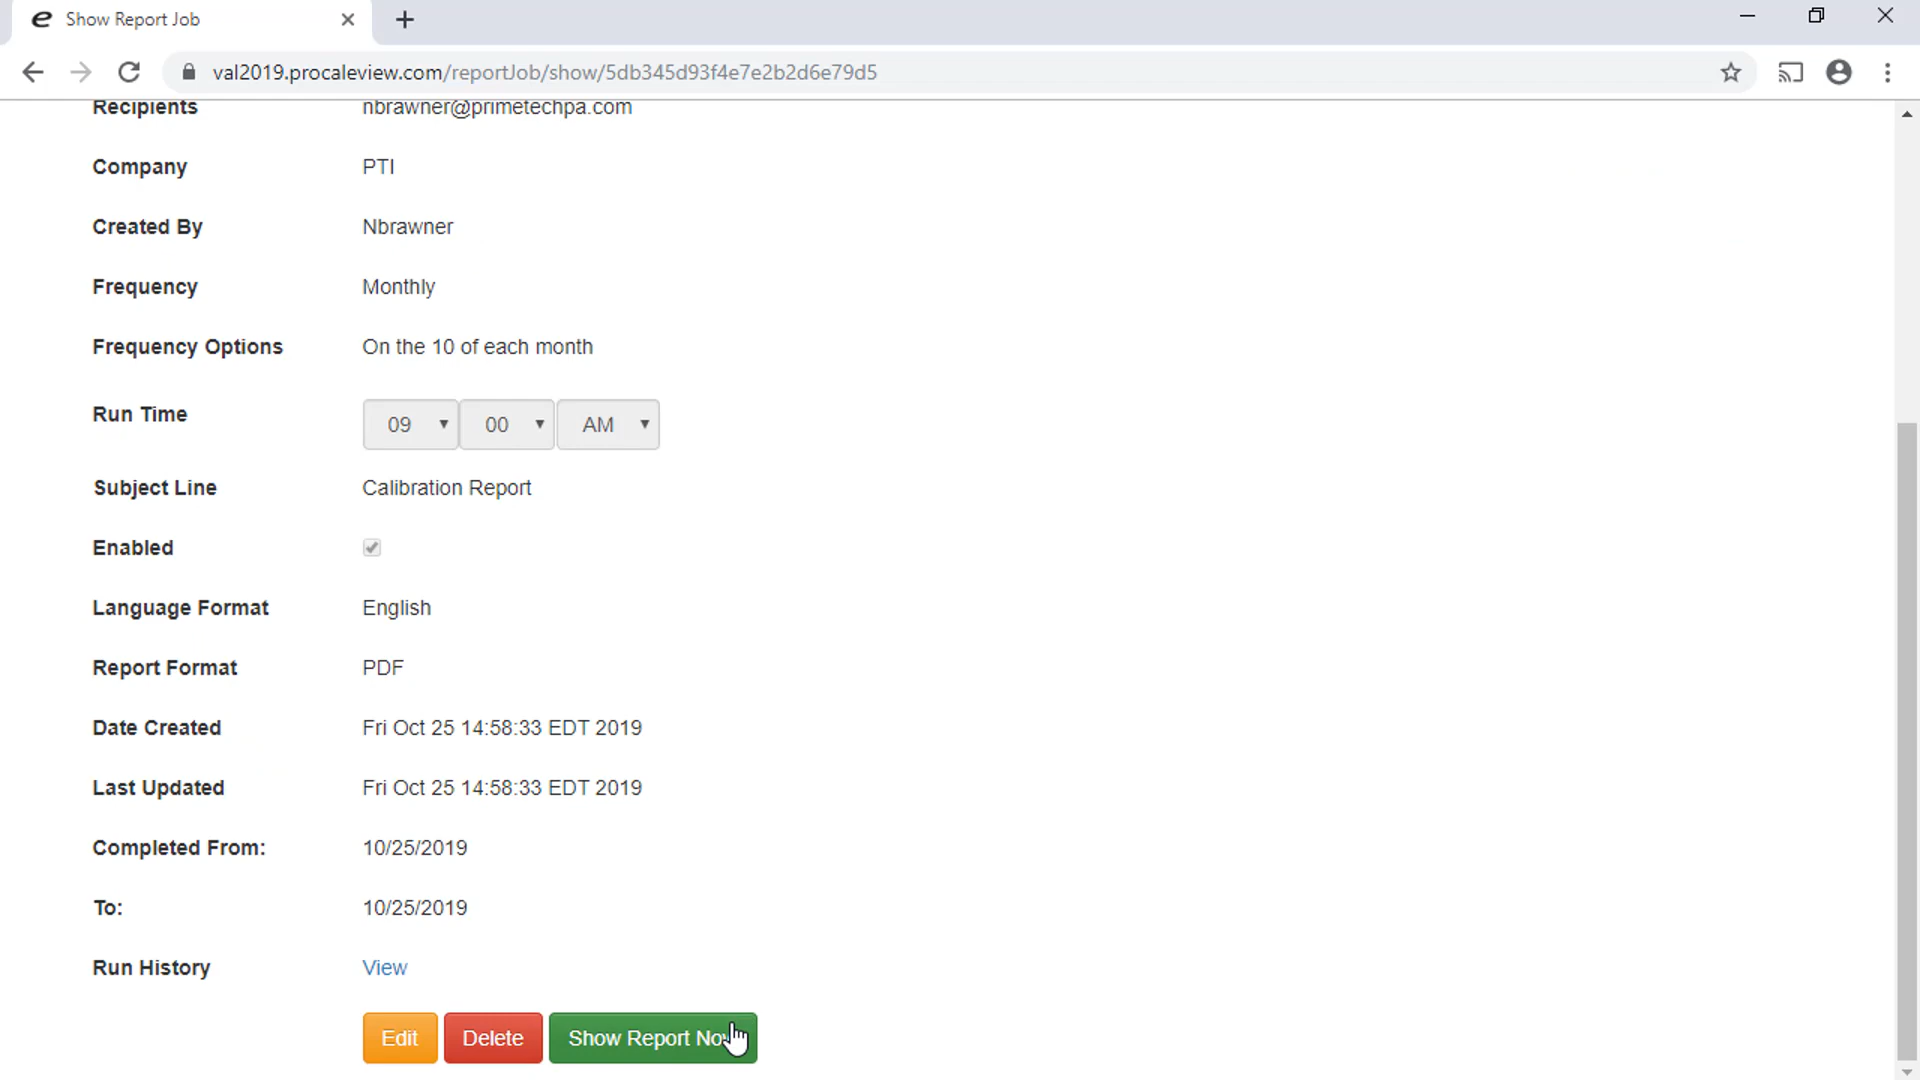 Show Report Job
val2019.procaleview.com/reportJob/show/5db345d93f4e7e2b2d6e79d5
Recipients nbrawner@primetechpa.com
Company PTI
Created By Nbrawner
Frequency Monthly
Frequency Options On the 10 of each month
Run Time 09 00 AM
Subject Line Calibration Report
Enabled
Language Format English
Report Format PDF
Date Created Fri Oct 25 14:58:33 EDT 2019
Last Updated Fri Oct 25 14:58:33 EDT 2019
Completed From: 10/25/2019
To: 10/25/2019
Run History View
Edit Delete Show Report Now